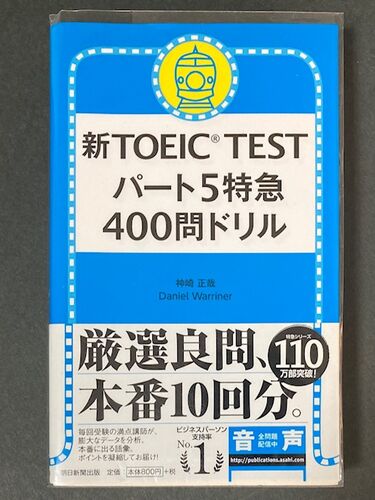 新TOEIC® TEST
パート5特急
400問ドリル
神崎 正哉
Daniel Warriner
厳選良問、
本番10回分。
特急シリーズ
110
万部突破!
毎回受験の満点講師が、
膨大なデータを分析。
本番に出る語彙、
ポイントを凝縮してお届け!
ビジネスパーソン
支持率
No.1
音声
全問題
配信中
http://publications.asahi.com/
朝日新聞出版 定価:本体800円+税